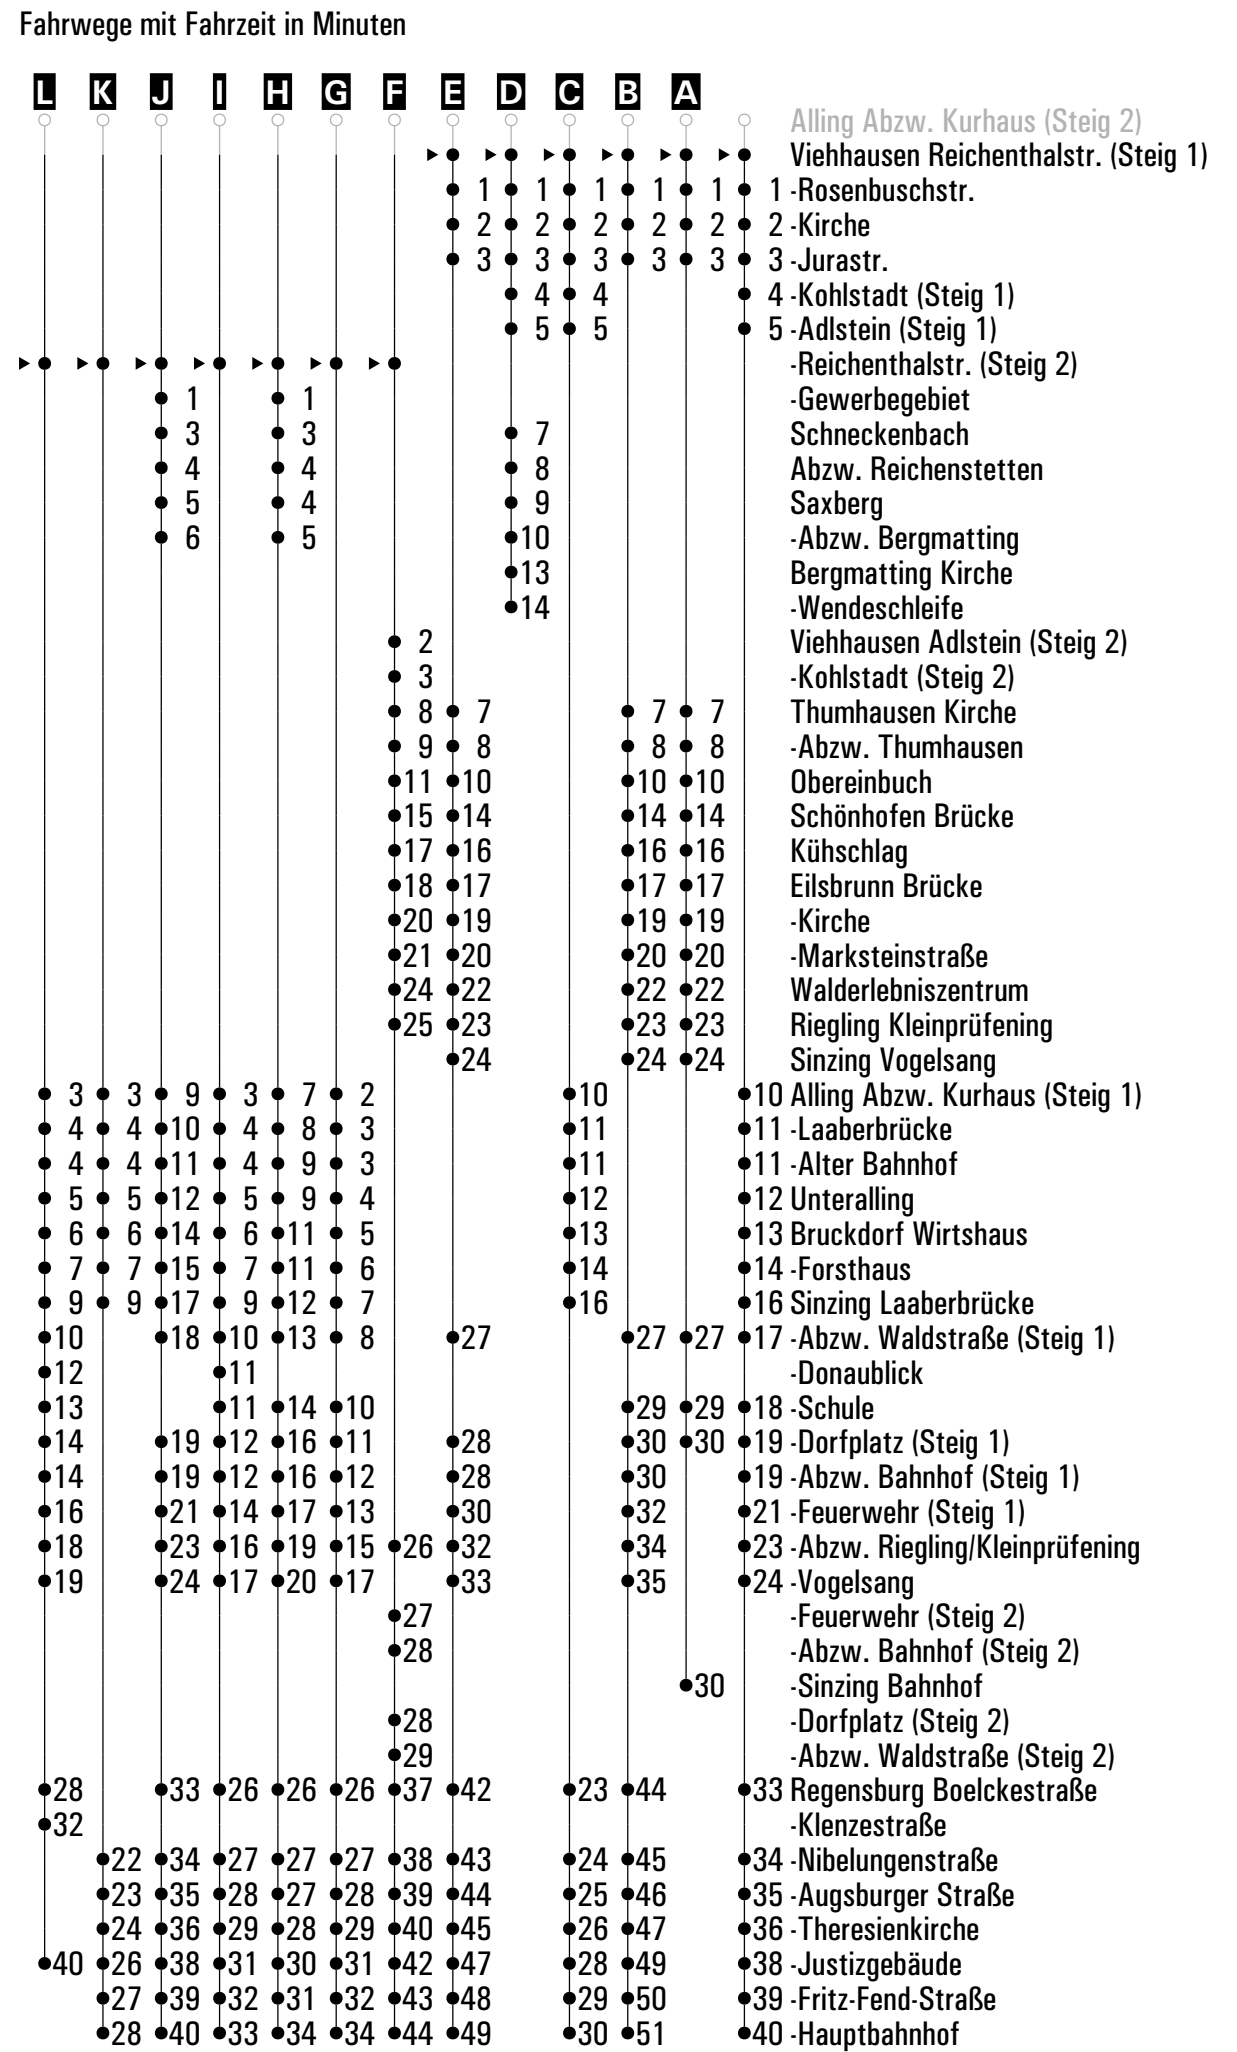 Fahrwege mit Fahrzeit in Minuten
L K J I H G F E D C B A
Alling Abzw. Kurhaus (Steig 2)
Viehhausen Reichenthalstr. (Steig 1)
1 1 1 1 1 1 -Rosenbuschstr.
2 2 2 2 2 2 -Kirche
3 3 3 3 3 3 -Jurastr.
4 4 4 -Kohlstadt (Steig 1)
5 5 5 -Adlstein (Steig 1)
-Reichenthalstr. (Steig 2)
1 1 -Gewerbegebiet
3 3 7 Schneckenbach
4 4 8 Abzw. Reichenstetten
5 4 9 Saxberg
6 5 10 -Abzw. Bergmatting
13 Bergmatting Kirche
14 -Wendeschleife
2 Viehhausen Adlstein (Steig 2)
3 -Kohlstadt (Steig 2)
8 7 7 7 Thumhausen Kirche
9 8 8 8 -Abzw. Thumhausen
11 10 10 10 Obereinbuch
15 14 14 14 Schönhofen Brücke
17 16 16 16 Kühschlag
18 17 17 17 Eilsbrunn Brücke
20 19 19 19 -Kirche
21 20 20 20 -Marksteinstraße
24 22 22 22 Walderlebniszentrum
25 23 23 23 Riegling Kleinprüfening
24 24 24 Sinzing Vogelsang
3 3 9 3 7 2 10 10 Alling Abzw. Kurhaus (Steig 1)
4 4 10 4 8 3 11 11 -Laaberbrücke
4 4 11 4 9 3 11 11 -Alter Bahnhof
5 5 12 5 9 4 12 12 Unteralling
6 6 14 6 11 5 13 13 Bruckdorf Wirtshaus
7 7 15 7 11 6 14 14 -Forsthaus
9 9 17 9 12 7 16 16 Sinzing Laaberbrücke
10 18 10 13 8 27 27 27 17 -Abzw. Waldstraße (Steig 1)
12 11 -Donaublick
13 11 14 10 29 29 18 -Schule
14 19 12 16 11 28 30 30 19 -Dorfplatz (Steig 1)
14 19 12 16 12 28 30 19 -Abzw. Bahnhof (Steig 1)
16 21 14 17 13 30 32 21 -Feuerwehr (Steig 1)
18 23 16 19 15 26 32 34 23 -Abzw. Riegling/Kleinprüfening
19 24 17 20 17 33 35 24 -Vogelsang
27 -Feuerwehr (Steig 2)
28 -Abzw. Bahnhof (Steig 2)
30 -Sinzing Bahnhof
28 -Dorfplatz (Steig 2)
29 -Abzw. Waldstraße (Steig 2)
28 33 26 26 26 37 42 23 44 33 Regensburg Boelckestraße
32 -Klenzestraße
22 34 27 27 27 38 43 24 45 34 -Nibelungenstraße
23 35 28 27 28 39 44 25 46 35 -Augsburger Straße
24 36 29 28 29 40 45 26 47 36 -Theresienkirche
40 26 38 31 30 31 42 47 28 49 38 -Justizgebäude
27 39 32 31 32 43 48 29 50 39 -Fritz-Fend-Straße
28 40 33 34 34 44 49 30 51 40 -Hauptbahnhof